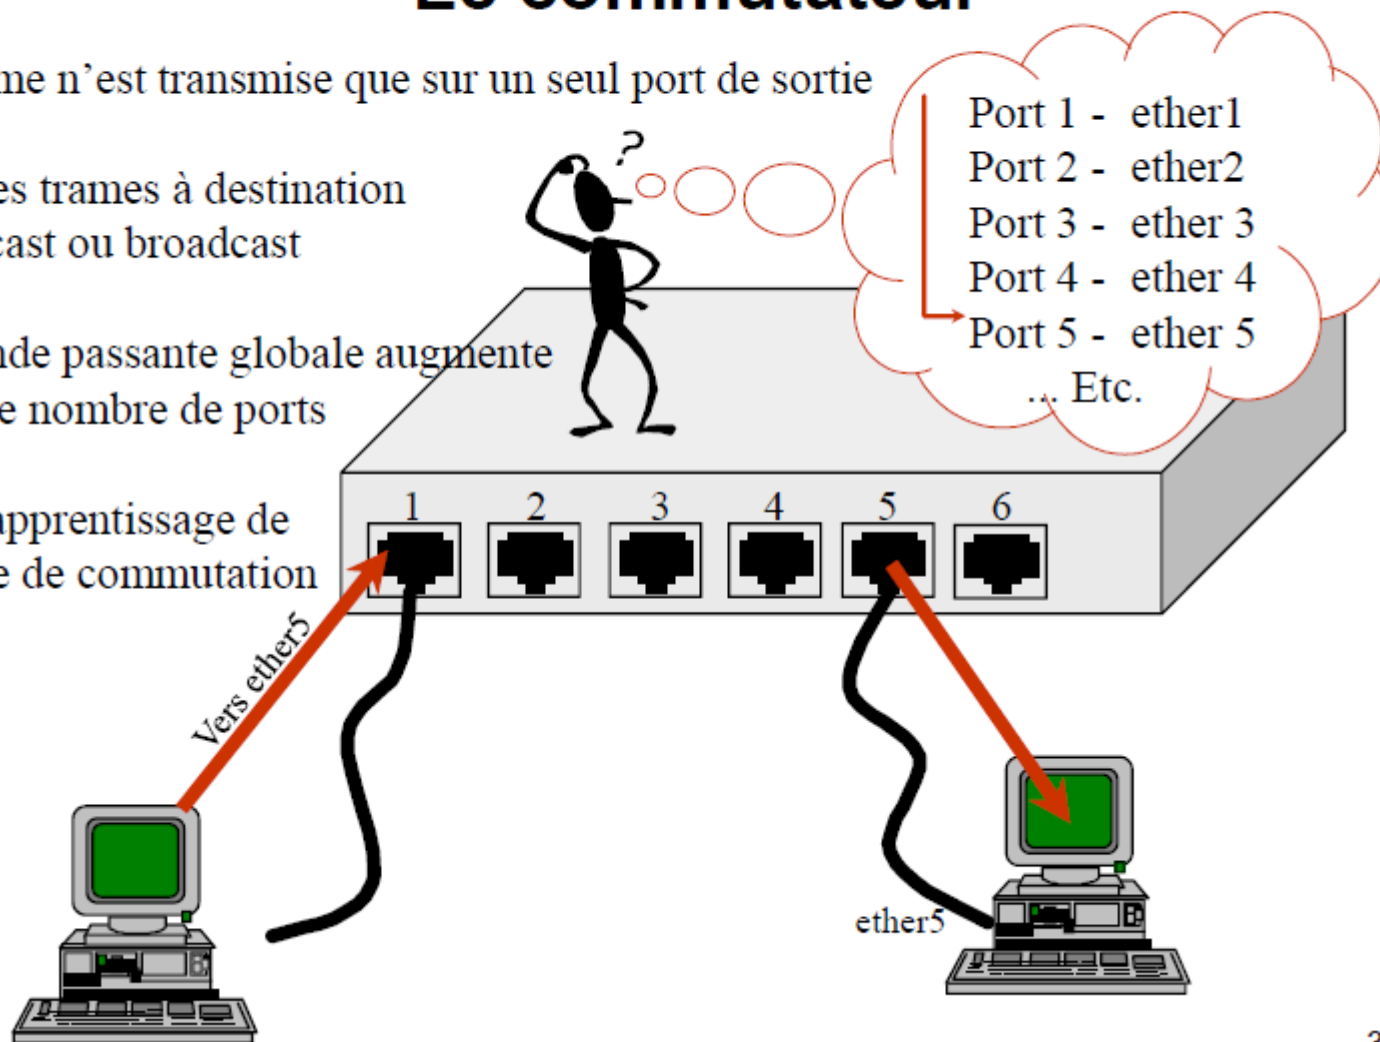 Le commutateur
me n'est transmise que sur un seul port de sortie
es trames à destination
cast ou broadcast
nde passante globale augmente
e nombre de ports
apprentissage de
e de commutation
?
Port 1 - ether1
Port 2 - ether2
Port 3 - ether 3
Port 4 - ether 4
Port 5 - ether 5
... Etc.
1 2 3 4 5 6
Vers ether5
ether5